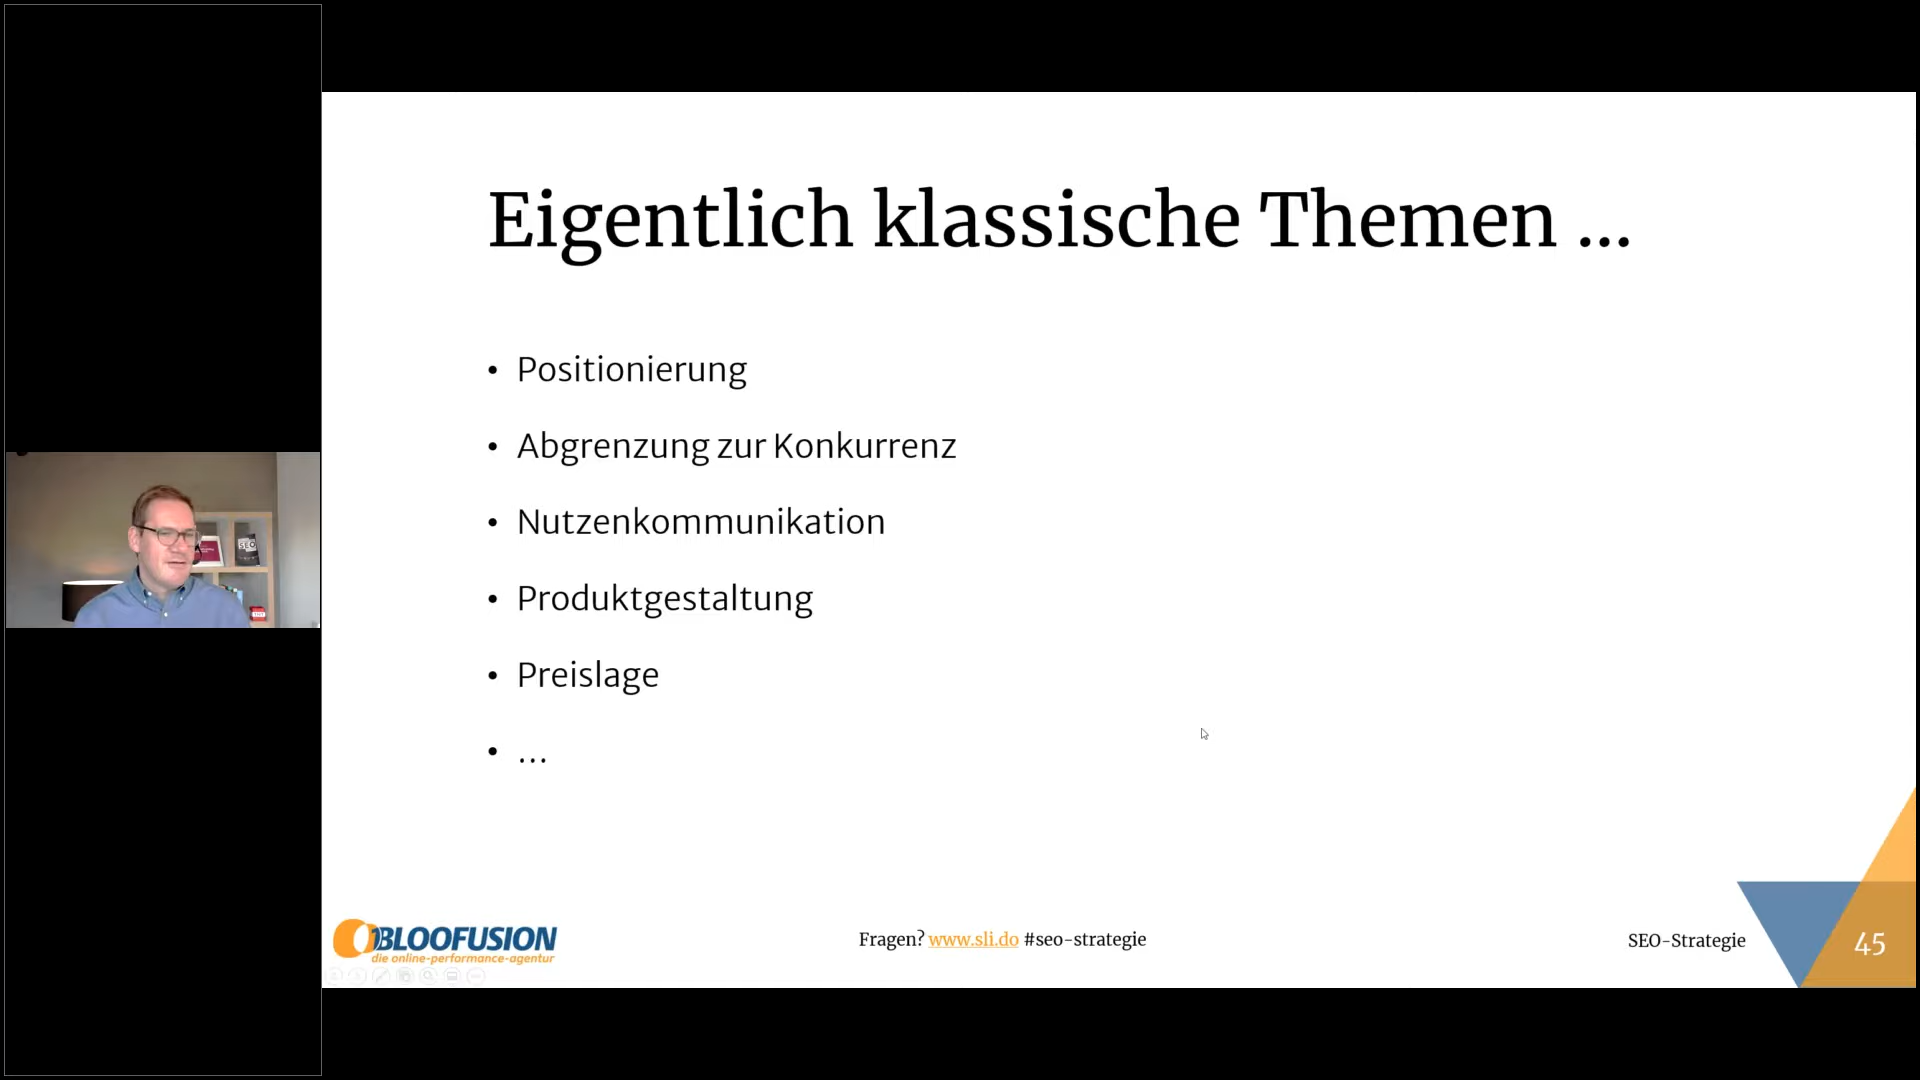 Eigentlich klassische Themen ...
• Positionierung
• Abgrenzung zur Konkurrenz
• Nutzenkommunikation
• Produktgestaltung
• Preislage
• ...
BLOOFUSION
die online-performance-agentur
Fragen? www.sli.do #seo-strategie
SEO-Strategie
45
SEO